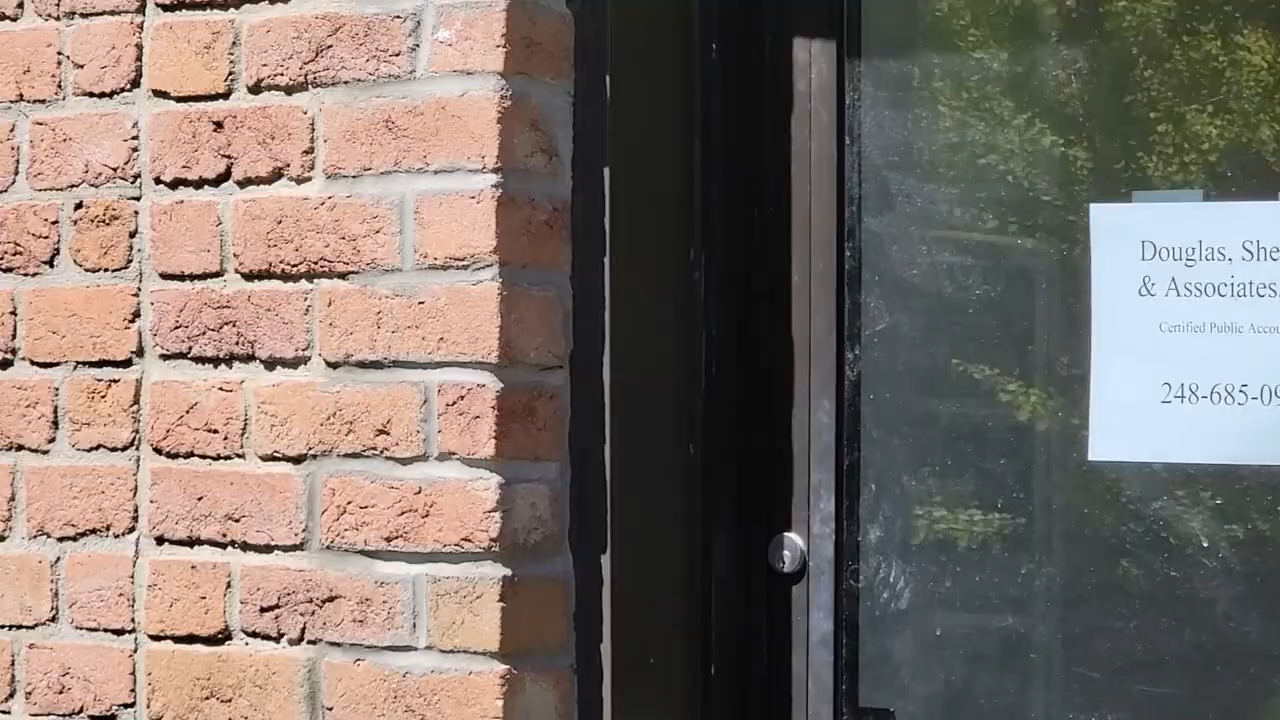 Douglas, She
& Associates,
Certified Public Accou
248-685-09